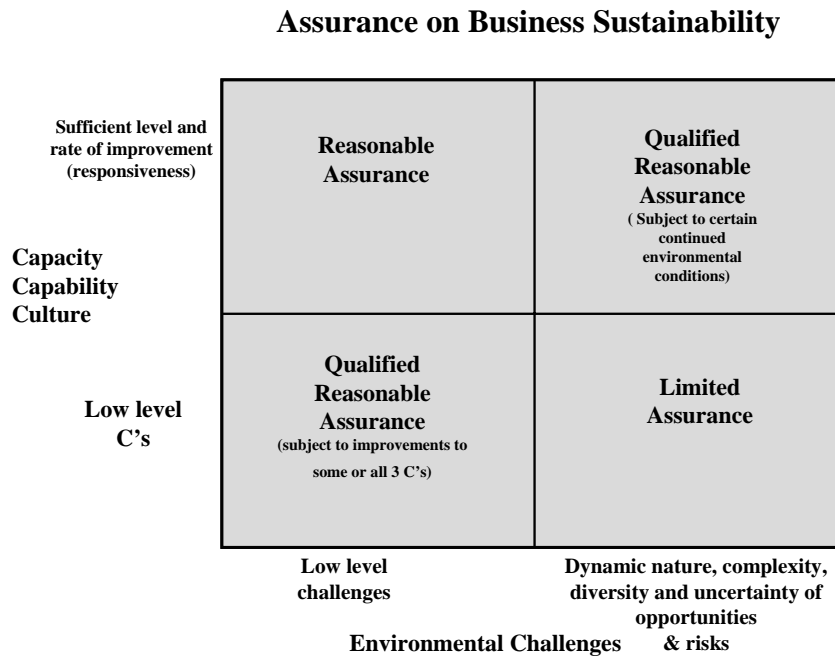 Assurance on Business Sustainability
Sufficient level and
rate of improvement
(responsiveness)
Reasonable
Assurance
Qualified
Reasonable
Assurance
( Subject to certain
continued
environmental
conditions)
Capacity
Capability
Culture
Low level
C's
Qualified
Reasonable
Assurance
(subject to improvements to
some or all 3 C's)
Limited
Assurance
Low level
challenges
Dynamic nature, complexity,
diversity and uncertainty of
opportunities
& risks
Environmental Challenges